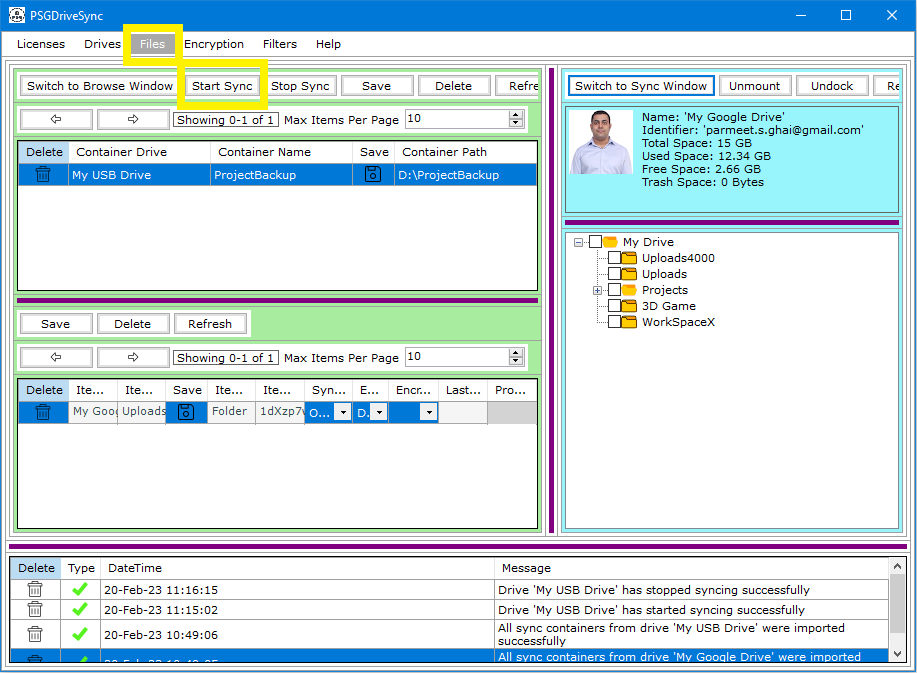 PSGDriveSync
Licenses Drives Files Encryption Filters Help
Switch to Browse Window Start Sync Stop Sync Save Delete Refre
Showing 0-1 of 1 Max Items Per Page 10
Delete Container Drive Container Name Save Container Path
My USB Drive ProjectBackup D:\ProjectBackup
Save Delete Refresh
Showing 0-1 of 1 Max Items Per Page 10
Delete Ite... Ite... Save Ite... Ite... Syn... E... Encr... Last... Pro...
My Goog Uploads Folder 1dXzp7w O... D.
Switch to Sync Window Unmount Undock Re
Name: 'My Google Drive'
Identifier: 'parmeet.s.ghai@gmail.com'
Total Space: 15 GB
Used Space: 12.34 GB
Free Space: 2.66 GB
Trash Space: 0 Bytes
My Drive
Uploads4000
Uploads
Projects
3D Game
WorkSpaceX
Delete Type DateTime Message
20-Feb-23 11:16:15 Drive 'My USB Drive' has stopped syncing successfully
20-Feb-23 11:15:02 Drive 'My USB Drive' has started syncing successfully
20-Feb-23 10:49:06 All sync containers from drive 'My USB Drive' were imported
successfully
All sync containers from drive 'My Google Drive' were imported